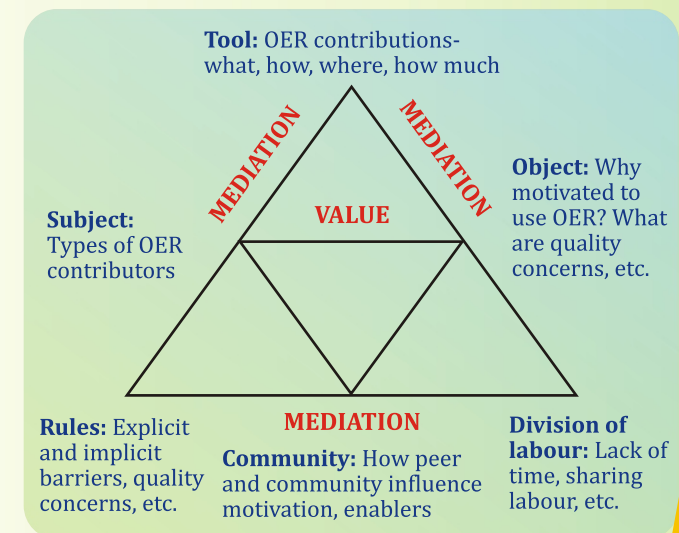 Tool: OER contributions-
what, how, where, how much
MEDIATION
MEDIATION
VALUE
Subject:
Types of OER
contributors
Object: Why
motivated to
use OER? What
are quality
concerns, etc.
Rules: Explicit
and implicit
barriers, quality
concerns, etc.
MEDIATION
Community: How peer
and community influence
motivation, enablers
Division of
labour: Lack of
time, sharing
labour, etc.